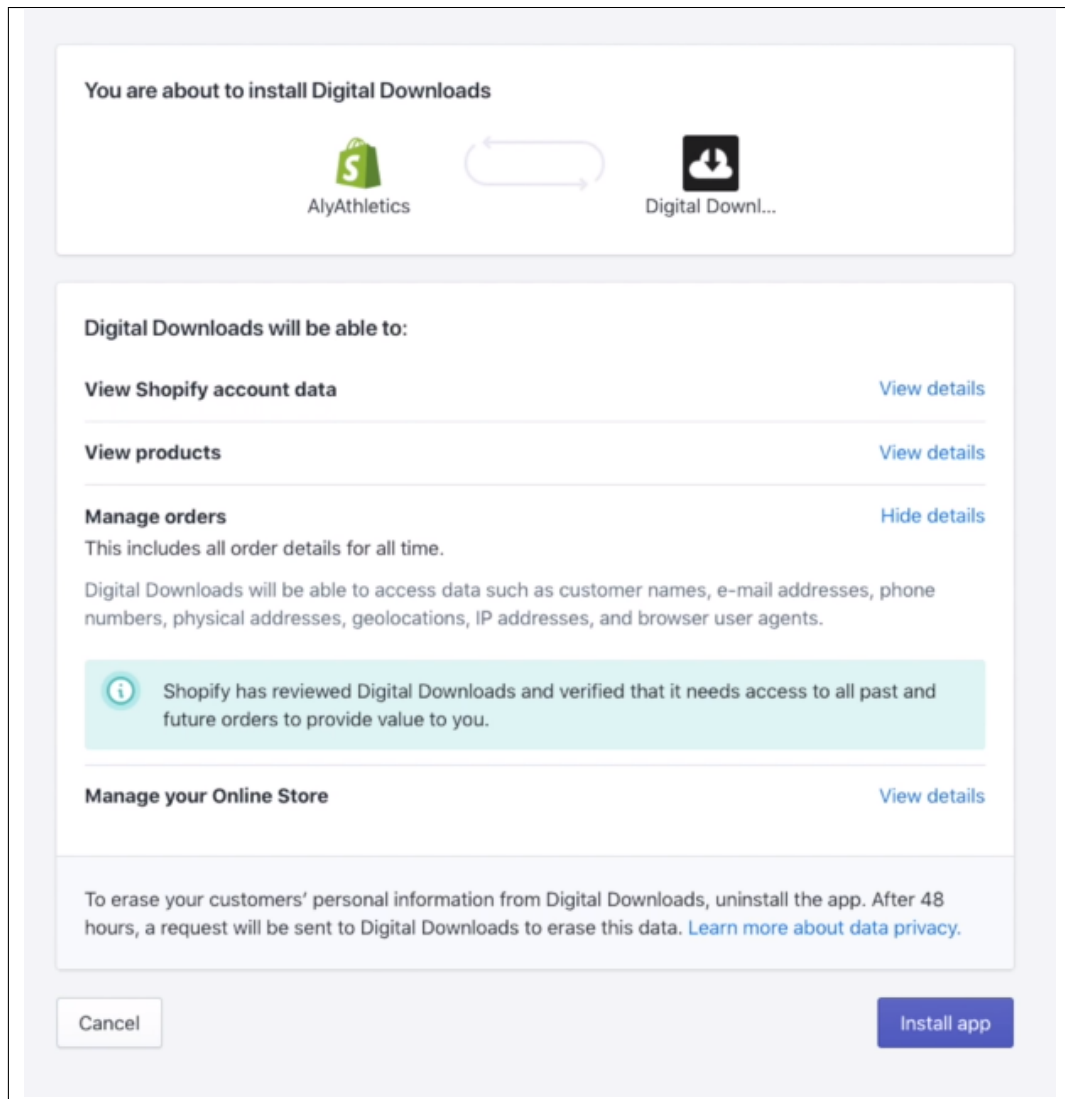 You are about to install Digital Downloads
S
AlyAthletics
Digital Downl...
Digital Downloads will be able to:
View Shopify account data
View details
View products
View details
Manage orders
Hide details
This includes all order details for all time.
Digital Downloads will be able to access data such as customer names, e-mail addresses, phone
numbers, physical addresses, geolocations, IP addresses, and browser user agents.
Shopify has reviewed Digital Downloads and verified that it needs access to all past and
future orders to provide value to you.
Manage your Online Store
View details
To erase your customers' personal information from Digital Downloads, uninstall the app. After 48
hours, a request will be sent to Digital Downloads to erase this data. Learn more about data privacy.
Cancel
Install app